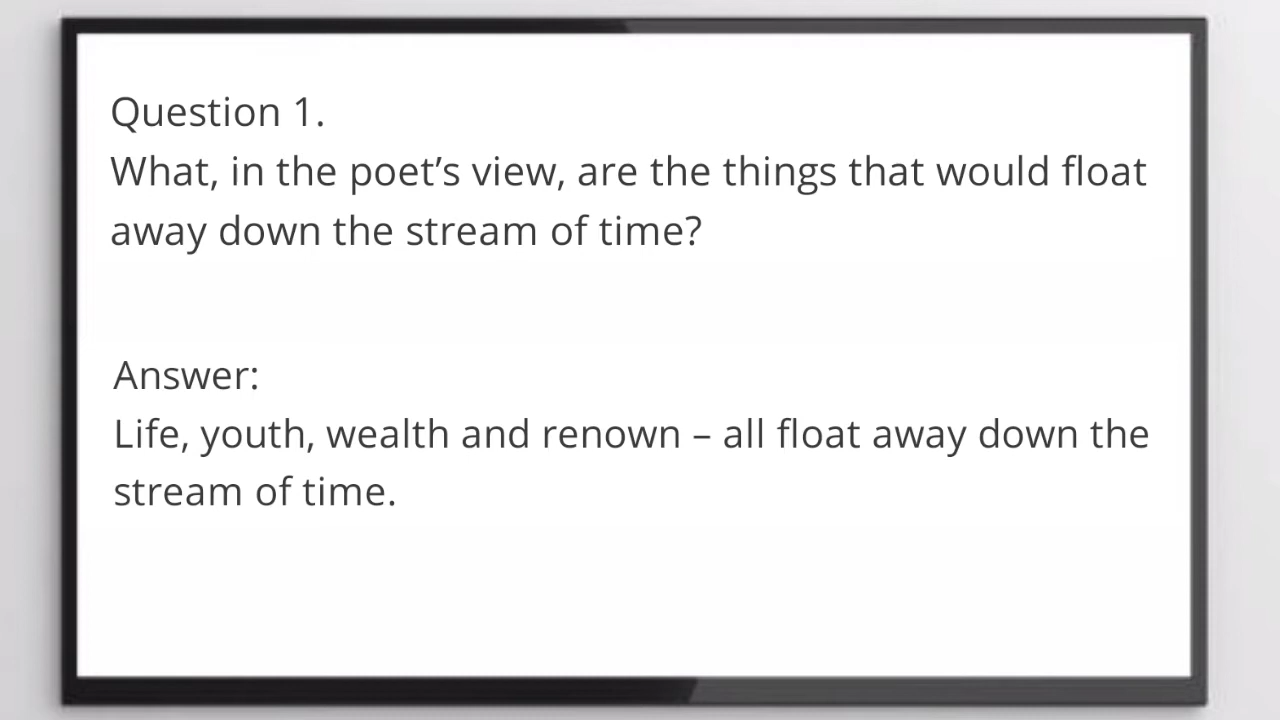 Question 1.
What, in the poet’s view, are the things that would float
away down the stream of time?
Answer:
Life, youth, wealth and renown – all float away down the
stream of time.